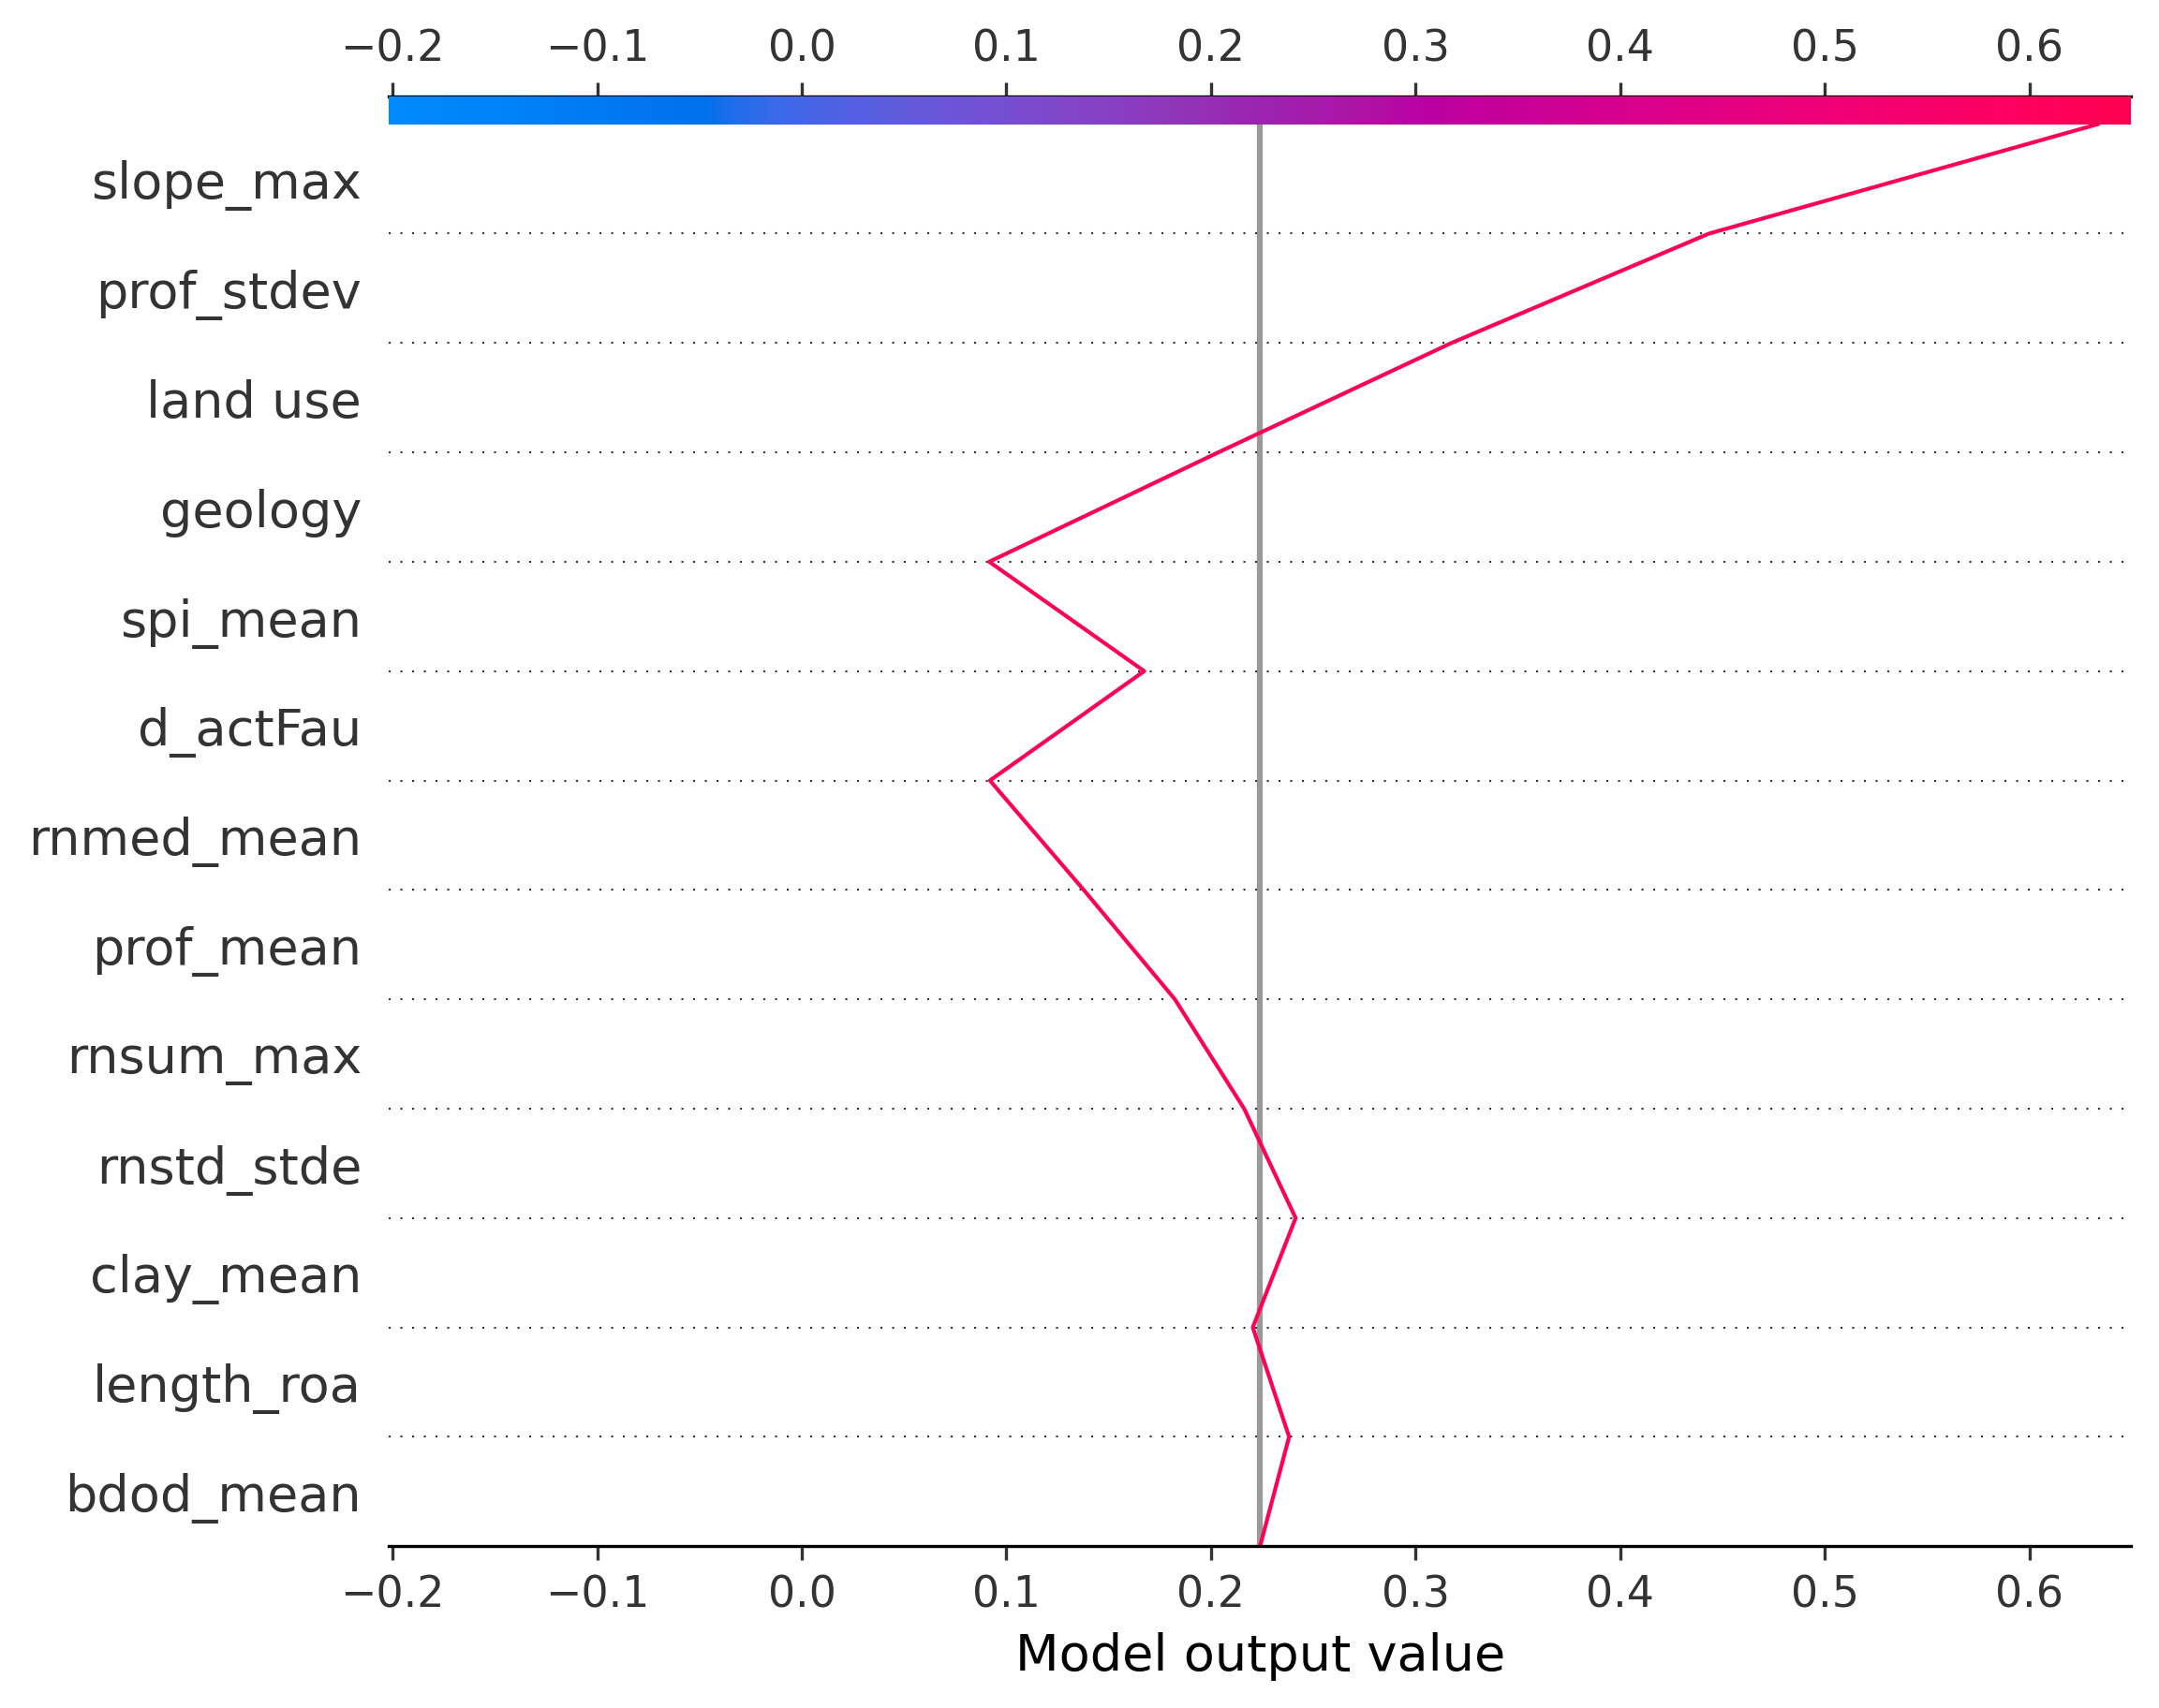 −0.2 −0.1 0.0 0.1 0.2 0.3 0.4 0.5 0.6
slope_max
prof_stdev
land use
geology
spi_mean
d_actFau
rnmed_mean
prof_mean
rnsum_max
rnstd_stde
clay_mean
length_roa
bdod_mean
−0.2 −0.1 0.0 0.1 0.2 0.3 0.4 0.5 0.6
Model output value